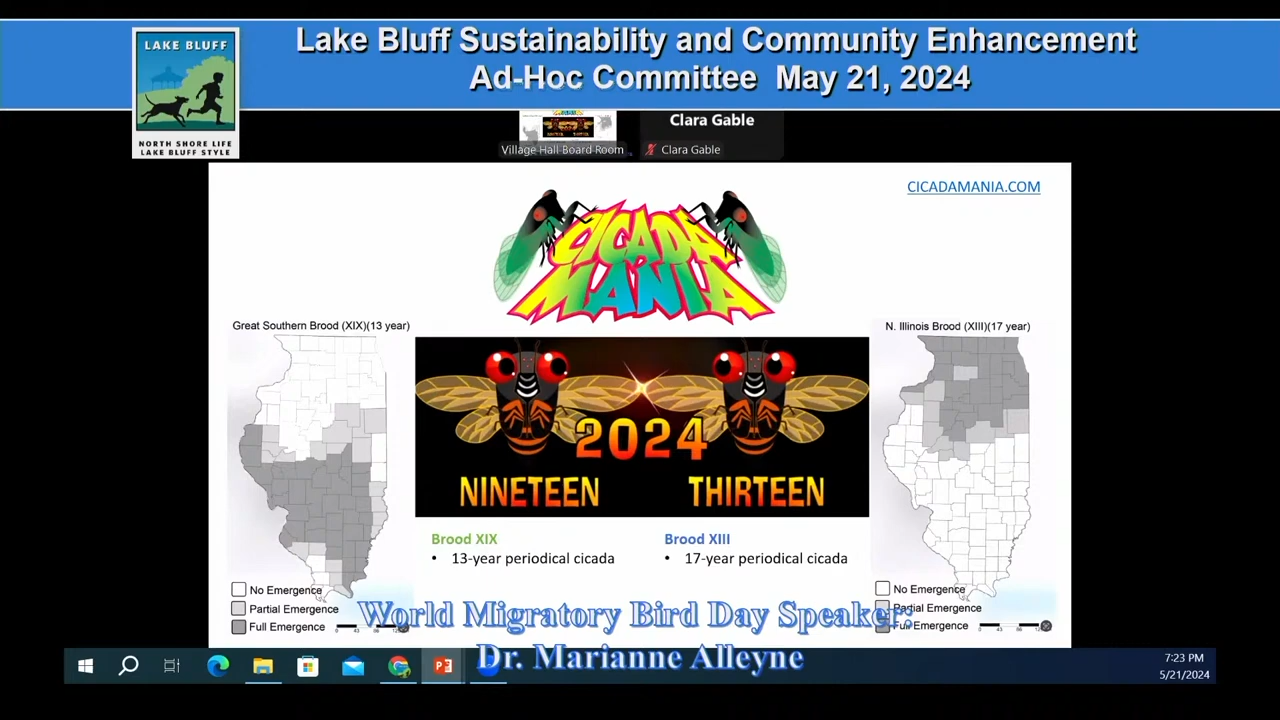 Lake Bluff Sustainability and Community Enhancement
Ad-Hoc Committee May 21, 2024
LAKE BLUFF
NORTH SHORE LIFE
LAKE BLUFF STYLE
Clara Gable
Village Hall Board Room
Clara Gable
CICADAMANIA.COM
CICADA
MANIA
Great Southern Brood (XIX)(13 year)
N. Illinois Brood (XIII)(17 year)
2024
NINETEEN
THIRTEEN
Brood XIX
• 13-year periodical cicada
Brood XIII
• 17-year periodical cicada
No Emergence
Partial Emergence
Full Emergence
No Emergence
Partial Emergence
Full Emergence
World Migratory Bird Day Speaker:
Dr. Marianne Alleyne
7:23 PM
5/21/2024